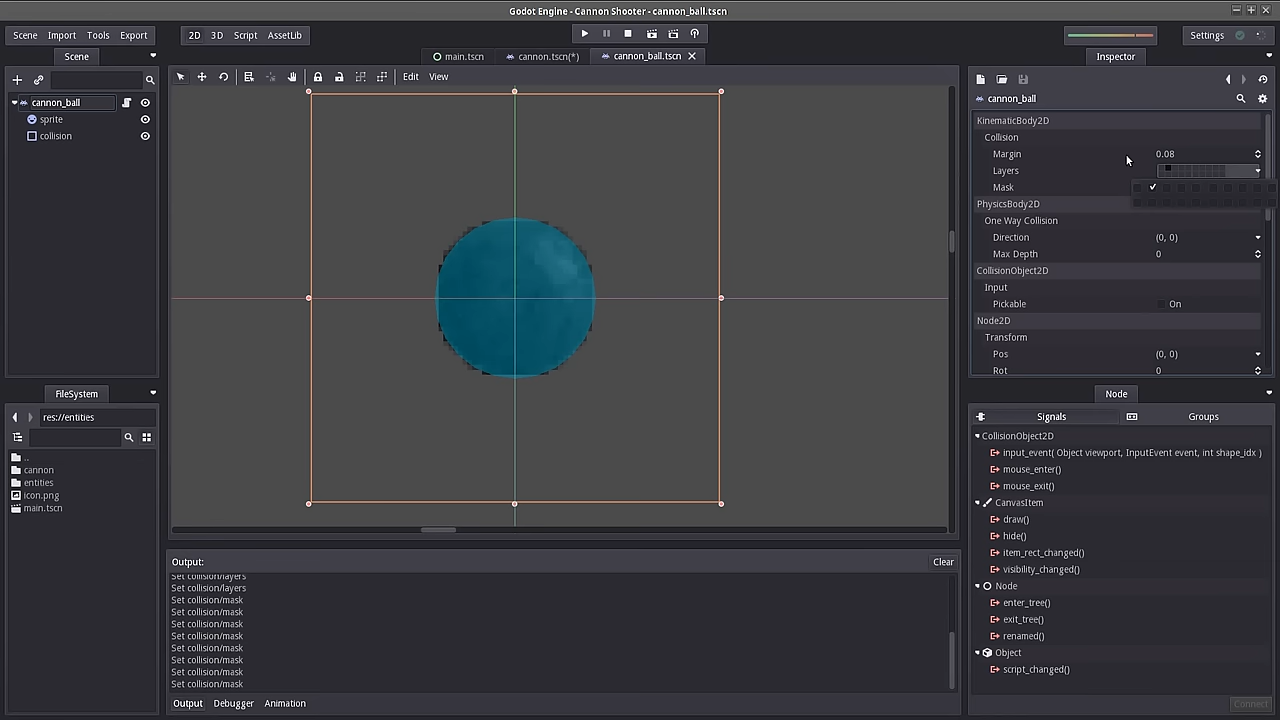 Godot Engine - Cannon Shooter - cannon_ball.tscn
Scene Import Tools Export 2D 3D Script AssetLib Settings
Scene main.tscn cannon.tscn(*) cannon_ball.tscn Inspector
Edit View
cannon_ball
sprite
collision
cannon_ball
KinematicBody2D
Collision
Margin 0.08
Layers
Mask
PhysicsBody2D
One Way Collision
Direction (0, 0)
Max Depth 0
CollisionObject2D
Input
Pickable On
Node2D
Transform
Pos (0, 0)
Rot 0
FileSystem
res://entities
..
cannon
entities
icon.png
main.tscn
Output: Clear
Set collision/layers
Set collision/layers
Set collision/mask
Set collision/mask
Set collision/mask
Set collision/mask
Set collision/mask
Set collision/mask
Set collision/mask
Set collision/mask
Output Debugger Animation
Node
Signals Groups
CollisionObject2D
input_event( Object viewport, InputEvent event, int shape_idx )
mouse_enter()
mouse_exit()
CanvasItem
draw()
hide()
item_rect_changed()
visibility_changed()
Node
enter_tree()
exit_tree()
renamed()
Object
script_changed()
Connect